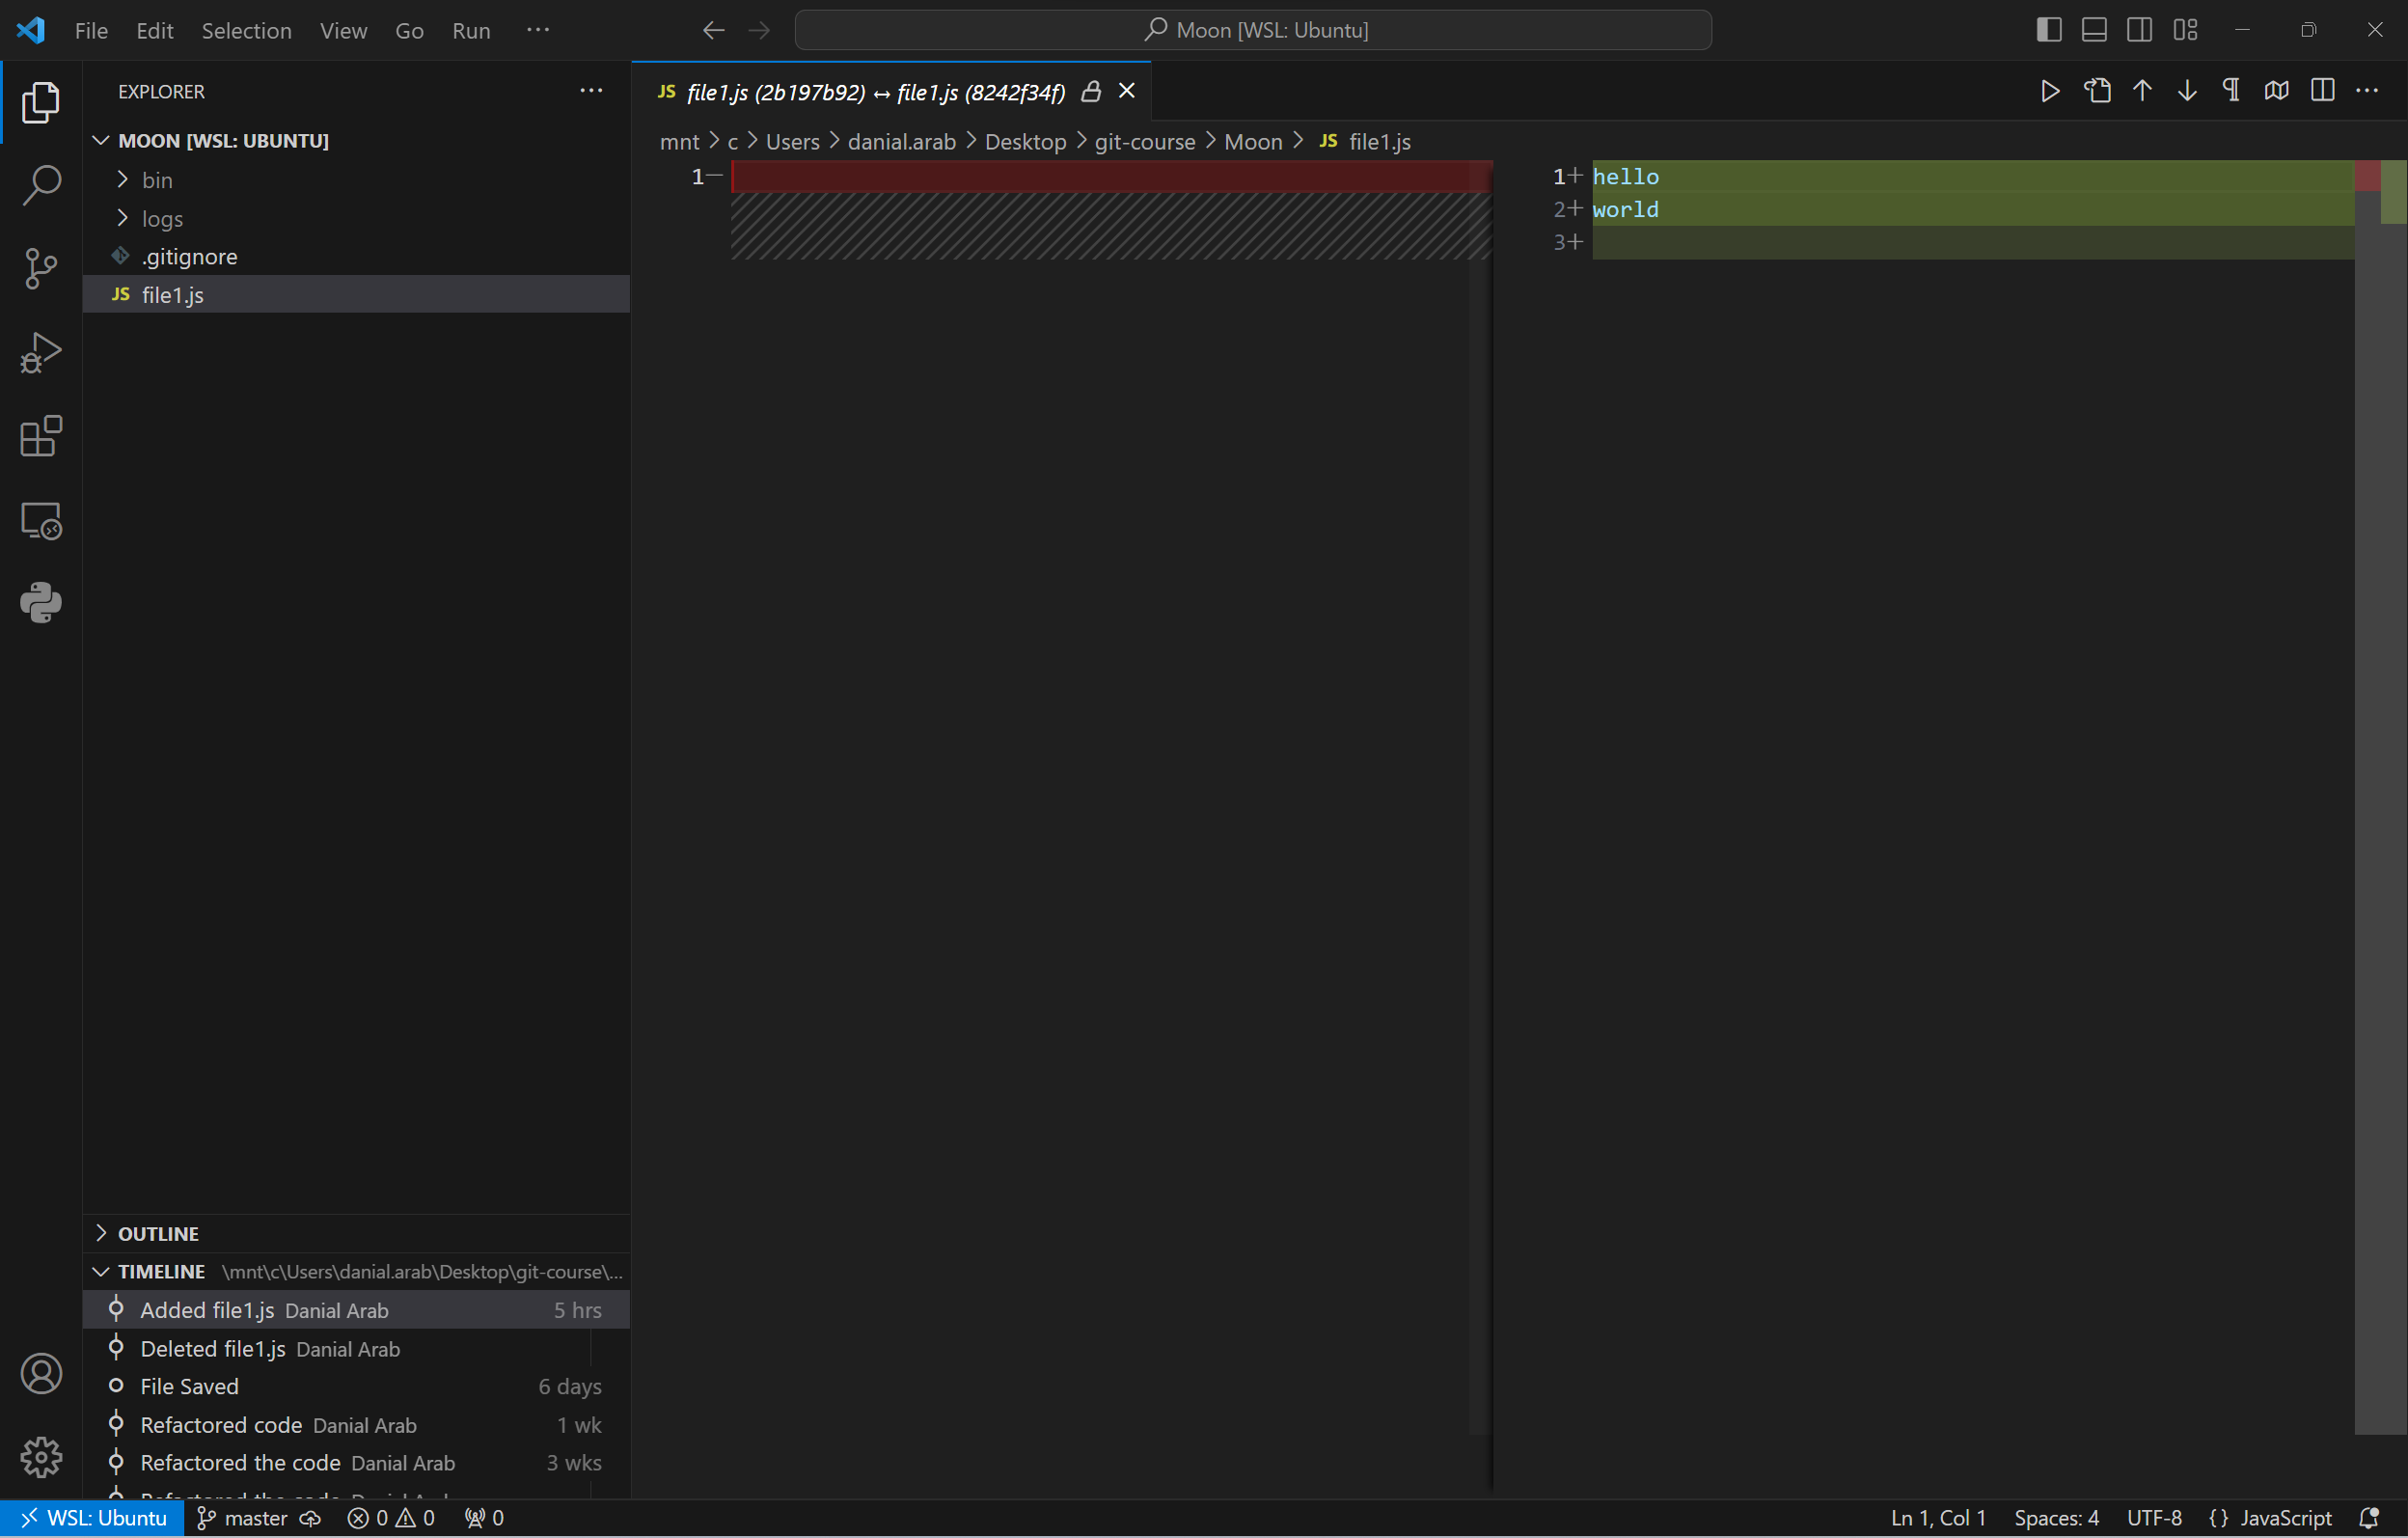 File Edit Selection View Go Run ···
Moon [WSL: Ubuntu]
EXPLORER
MOON [WSL: UBUNTU]
bin
logs
.gitignore
JS file1.js
OUTLINE
TIMELINE \mnt\c\Users\danial.arab\Desktop\git-course\...
Added file1.js Danial Arab 5 hrs
Deleted file1.js Danial Arab
File Saved 6 days
Refactored code Danial Arab 1 wk
Refactored the code Danial Arab 3 wks
Refactored the code Danial Arab
JS file1.js (2b197b92) ↔ file1.js (8242f34f)
mnt > c > Users > danial.arab > Desktop > git-course > Moon > JS file1.js
1−
1+ hello
2+ world
3+
WSL: Ubuntu master 0 0 0
Ln 1, Col 1 Spaces: 4 UTF-8 {} JavaScript